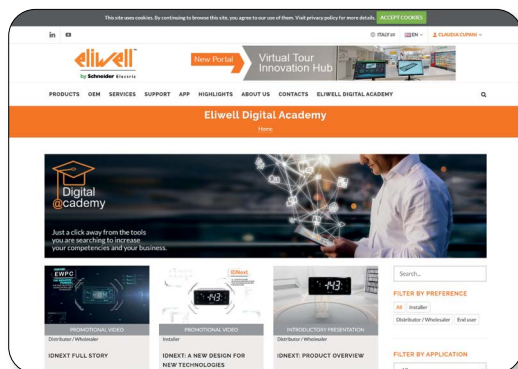 This site uses cookies. By continuing to browse this site, you agree to our use of them. Visit privacy policy for more details. ACCEPT COOKIES
in ITALY EN CLAUDIA CUPANI
eliwell
by Schneider Electric
New Portal
Virtual Tour
Innovation Hub
PRODUCTS OEM SERVICES SUPPORT APP HIGHLIGHTS ABOUT US CONTACTS ELIWELL DIGITAL ACADEMY
Eliwell Digital Academy
Home
Digital
@cademy
Just a click away from the tools
you are searching to increase
your competencies and your business.
EWPC
IDNext
-14.3.
-14.3.
PROMOTIONAL VIDEO
Distributor / Wholesaler
IDNEXT FULL STORY
PROMOTIONAL VIDEO
Installer
IDNEXT: A NEW DESIGN FOR
NEW TECHNOLOGIES
INTRODUCTORY PRESENTATION
Distributor / Wholesaler
IDNEXT: PRODUCT OVERVIEW
Search...
FILTER BY PREFERENCE
All Installer
Distributor / Wholesaler End user
FILTER BY APPLICATION